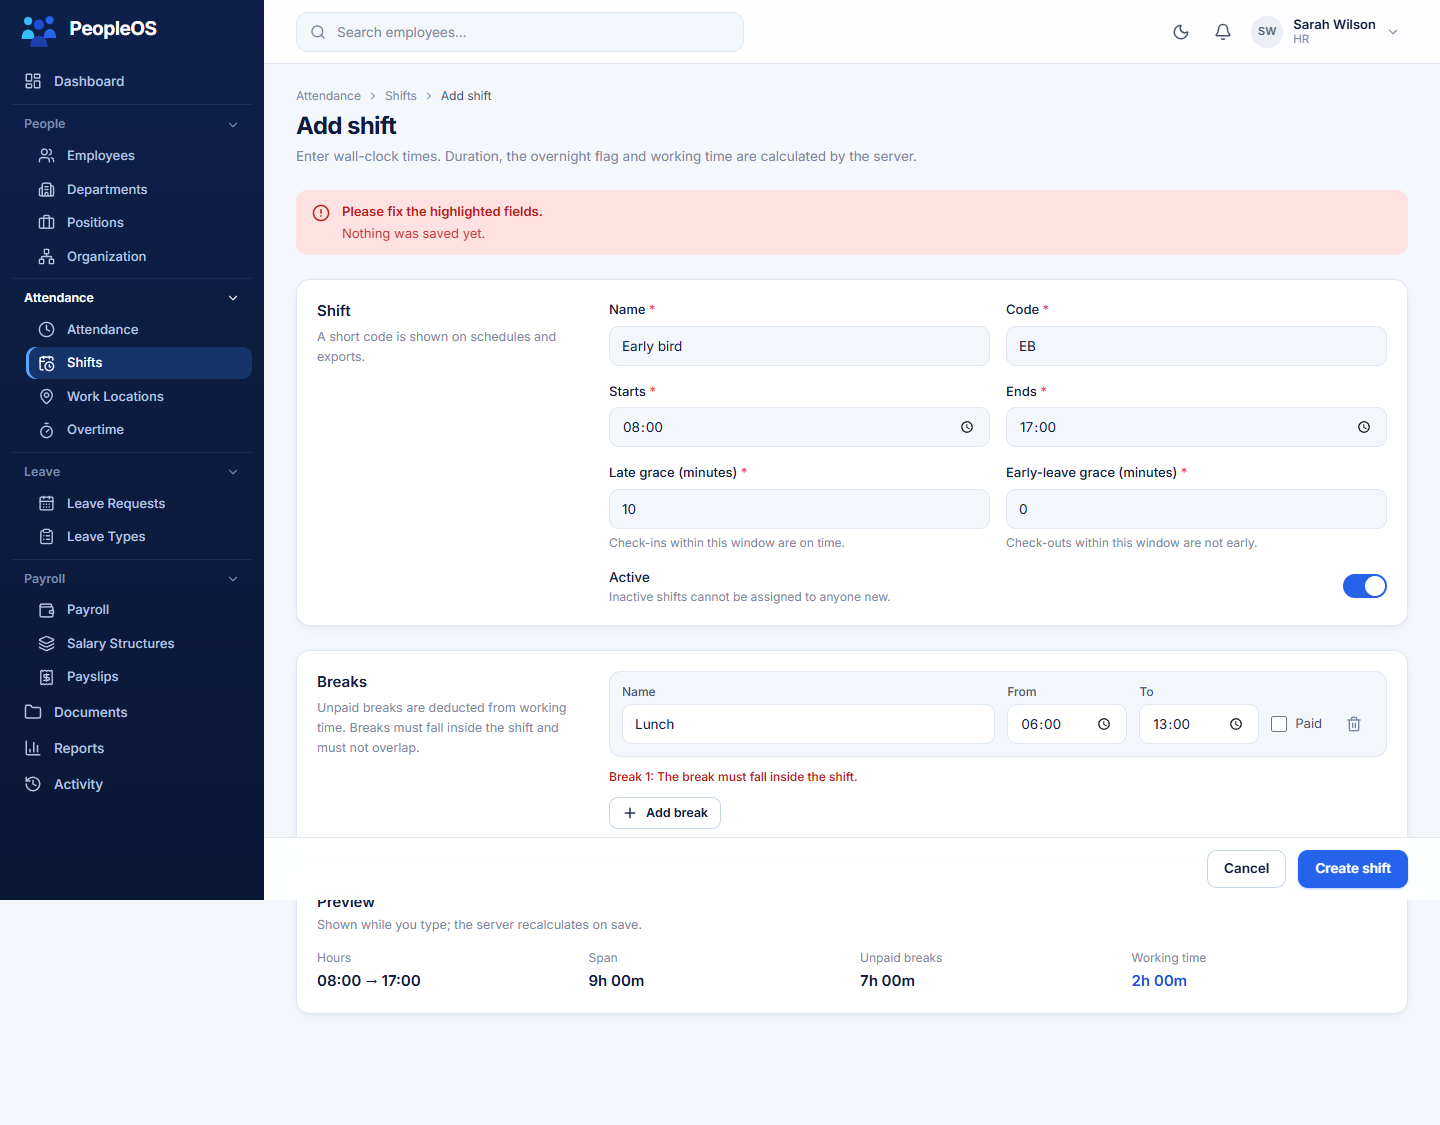 PeopleOS
Search employees...
SW
Sarah Wilson
HR
Dashboard
People
Employees
Departments
Positions
Organization
Attendance
Attendance
Shifts
Work Locations
Overtime
Leave
Leave Requests
Leave Types
Payroll
Payroll
Salary Structures
Payslips
Documents
Reports
Activity
Attendance > Shifts > Add shift
Add shift
Enter wall-clock times. Duration, the overnight flag and working time are calculated by the server.
Please fix the highlighted fields.
Nothing was saved yet.
Shift
A short code is shown on schedules and
exports.
Name *
Early bird
Code *
EB
Starts *
08:00
Ends *
17:00
Late grace (minutes) *
10
Check-ins within this window are on time.
Early-leave grace (minutes) *
0
Check-outs within this window are not early.
Active
Inactive shifts cannot be assigned to anyone new.
Breaks
Unpaid breaks are deducted from working
time. Breaks must fall inside the shift and
must not overlap.
Name
Lunch
From
06:00
To
13:00
Paid
Break 1: The break must fall inside the shift.
Add break
Cancel
Create shift
Preview
Shown while you type; the server recalculates on save.
Hours
08:00 → 17:00
Span
9h 00m
Unpaid breaks
7h 00m
Working time
2h 00m